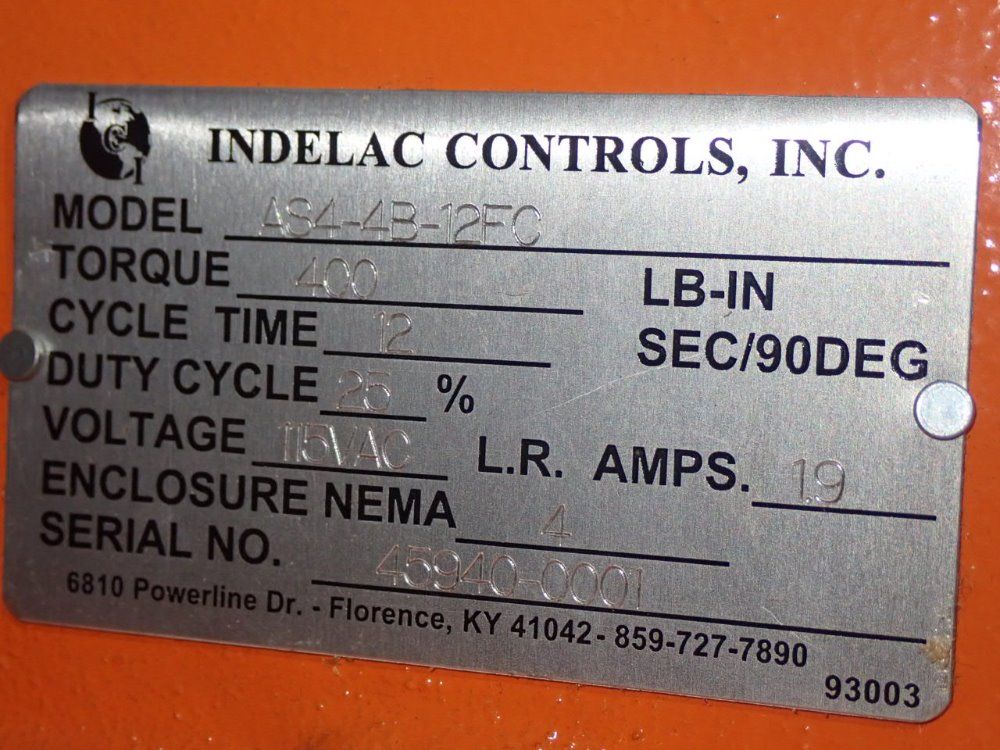 ICI
INDELAC CONTROLS, INC.
MODEL AS4-4B-12FC
TORQUE 400 LB-IN
CYCLE TIME 12 SEC/90DEG
DUTY CYCLE 25 %
VOLTAGE 115VAC L.R. AMPS. 1.9
ENCLOSURE NEMA 4
SERIAL NO. 45940-0001
6810 Powerline Dr. - Florence, KY 41042 - 859-727-7890
93003